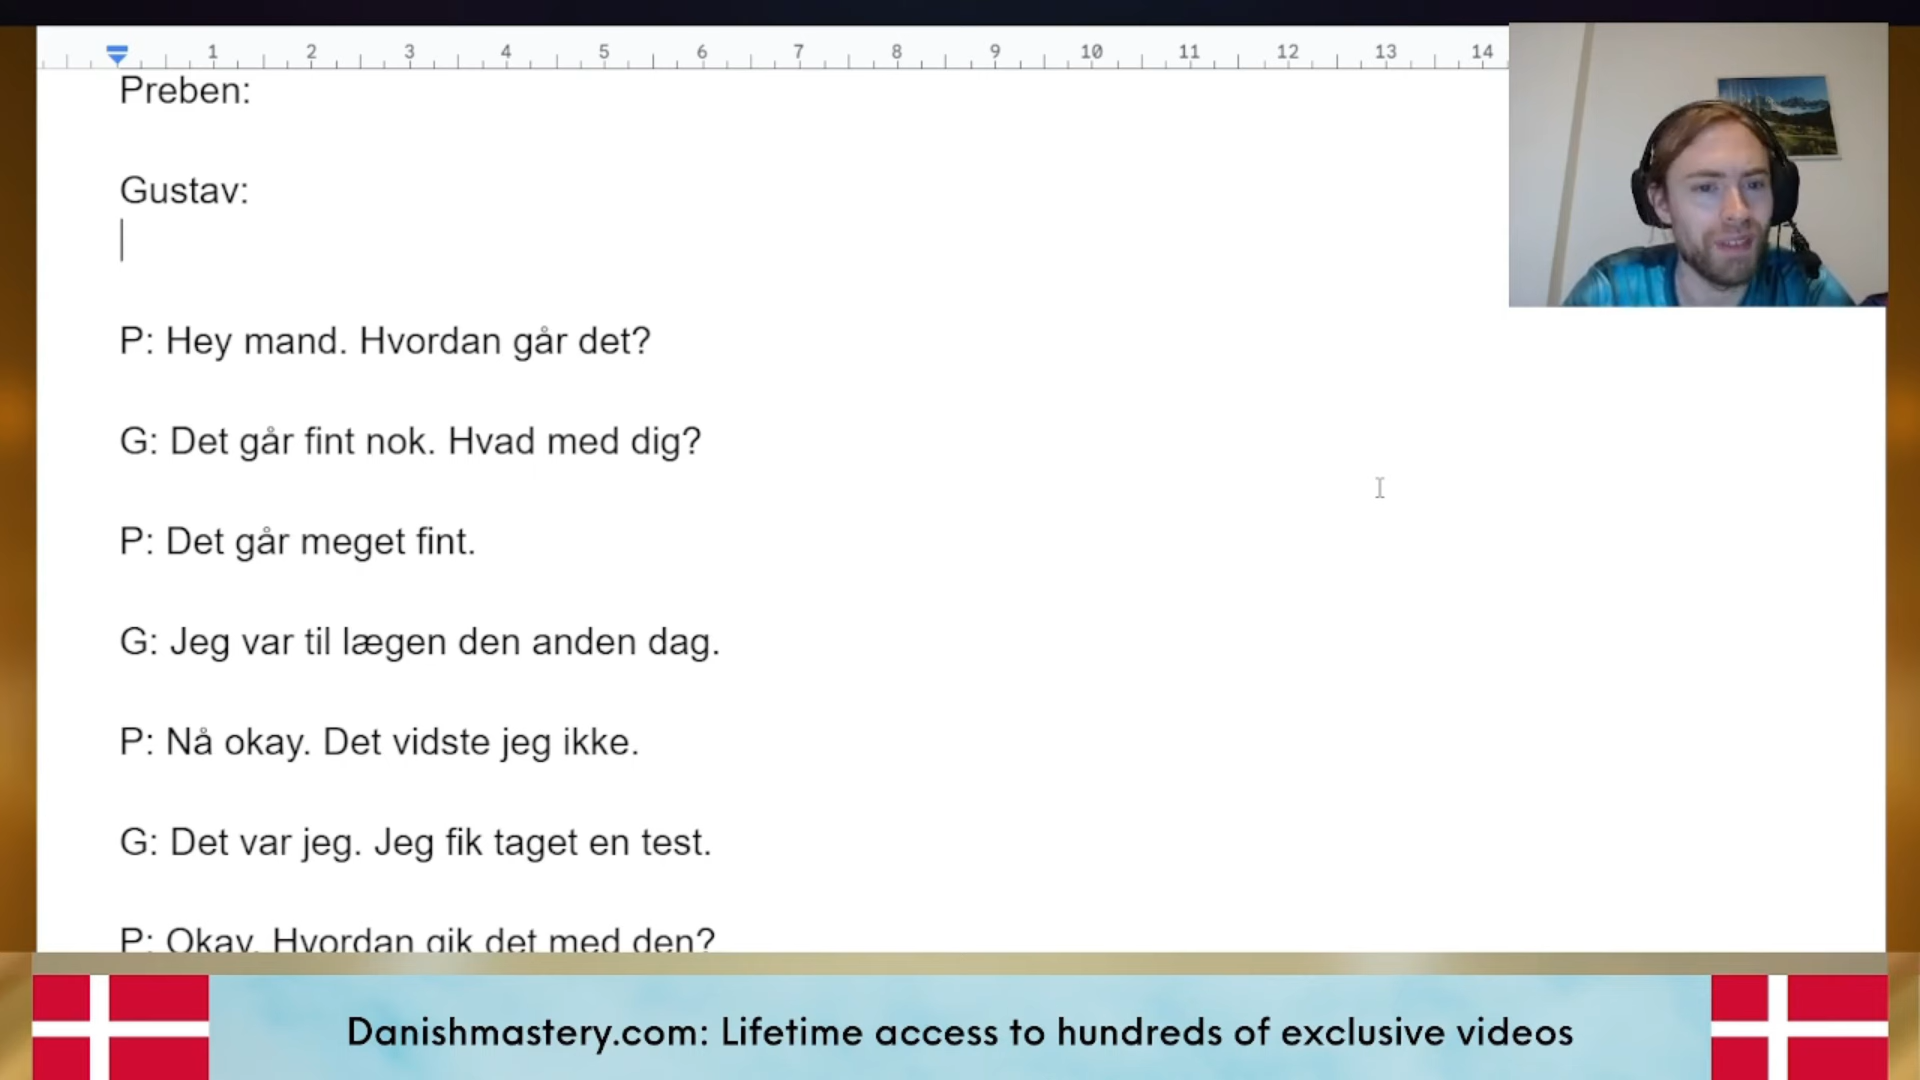 1 2 3 4 5 6 7 8 9 10 11 12 13 14
Preben:
Gustav:
P: Hey mand. Hvordan går det?
G: Det går fint nok. Hvad med dig?
P: Det går meget fint.
G: Jeg var til lægen den anden dag.
P: Nå okay. Det vidste jeg ikke.
G: Det var jeg. Jeg fik taget en test.
P: Okay. Hvordan gik det med den?
Danishmastery.com: Lifetime access to hundreds of exclusive videos